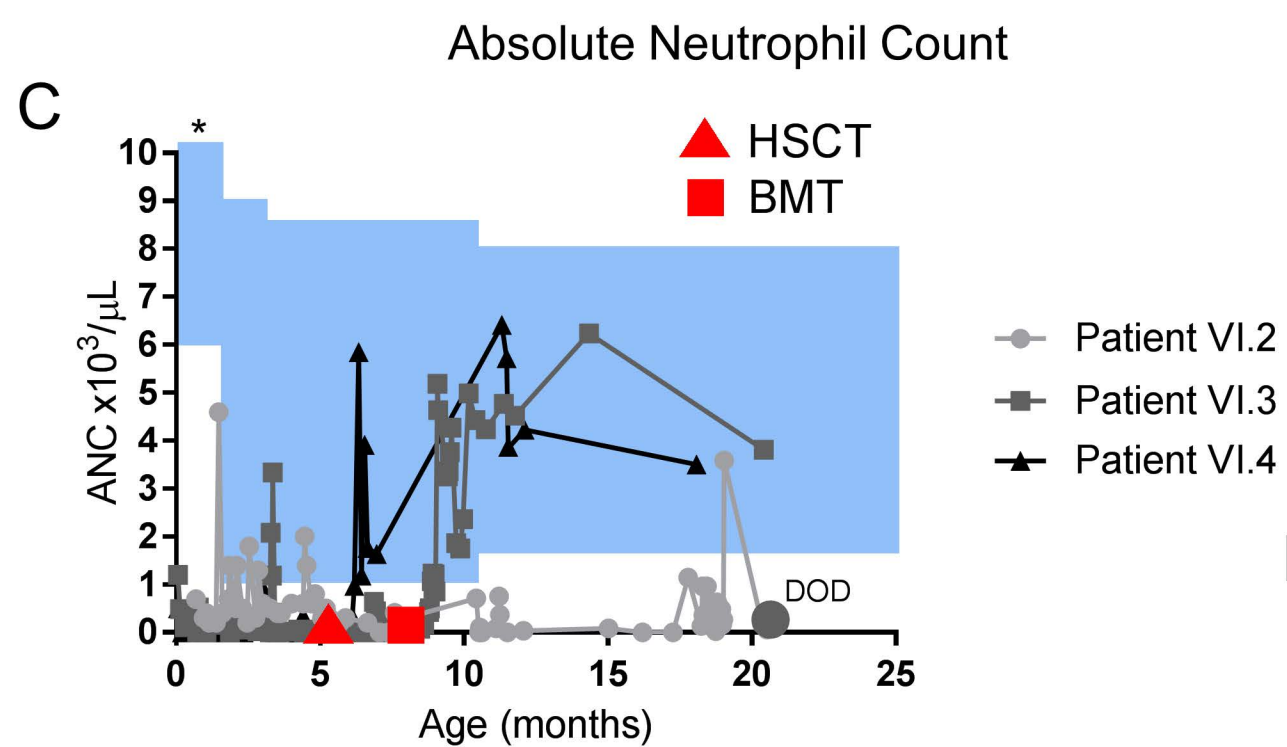 Absolute Neutrophil Count
C
*
HSCT
BMT
10
9
8
7
6
5
4
3
2
1
0
ANC x10³/μL
Patient VI.2
Patient VI.3
Patient VI.4
DOD
0 5 10 15 20 25
Age (months)